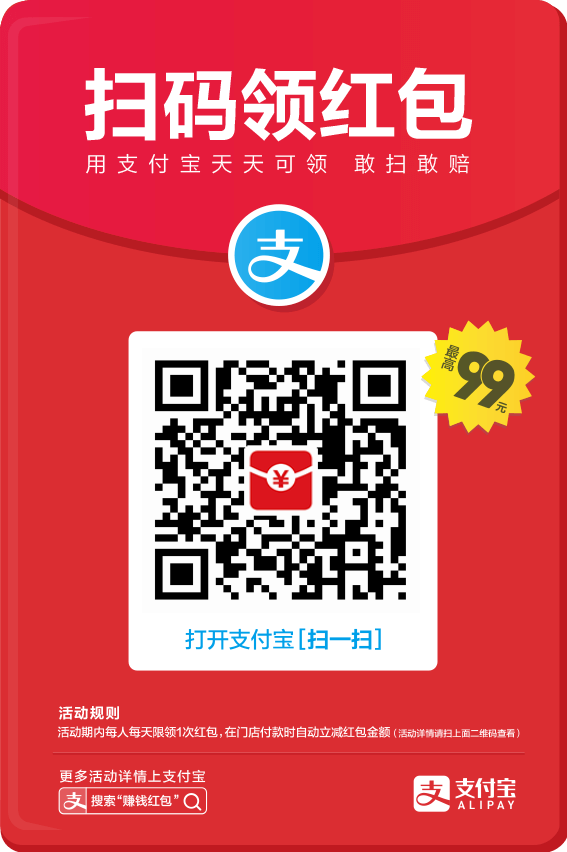 扫码领红包
用支付宝天天可领 敢扫敢赔
支
最高
99元
¥
打开支付宝[扫一扫]
活动规则
活动期内每人每天限领1次红包，在门店付款时自动立减红包金额（活动详情请扫上面二维码查看）
更多活动详情上支付宝
支 搜索“赚钱红包”
支 支付宝
ALIPAY